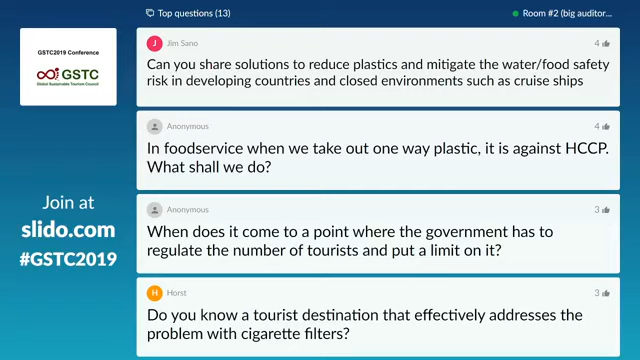 Top questions (13)
Room #2 (big auditor...
GSTC2019 Conference
GSTC
Global Sustainable Tourism Council
Join at
slido.com
#GSTC2019
J
Jim Sano
4
Can you share solutions to reduce plastics and mitigate the water/food safety
risk in developing countries and closed environments such as cruise ships
Anonymous
4
In foodservice when we take out one way plastic, it is against HCCP.
What shall we do?
Anonymous
3
When does it come to a point where the government has to
regulate the number of tourists and put a limit on it?
H
Horst
3
Do you know a tourist destination that effectively addresses the
problem with cigarette filters?